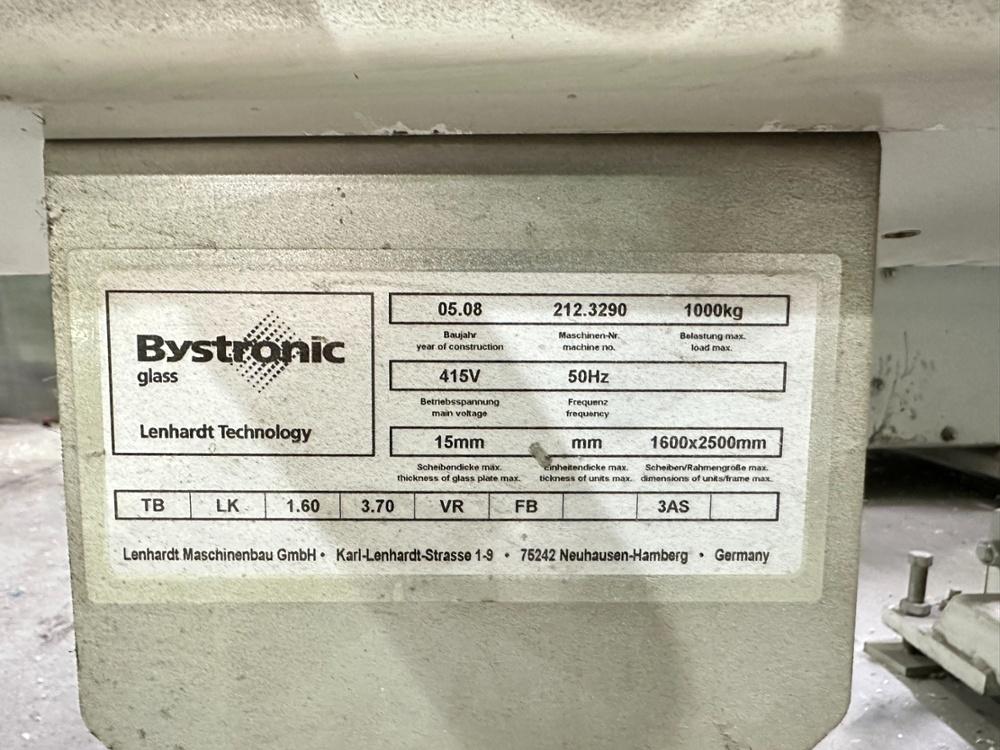 Bystronic
glass
Lenhardt Technology
05.08 212.3290 1000kg
Baujahr Maschinen-Nr. Belastung max.
year of construction machine no. load max.
415V 50Hz
Betriebsspannung Frequenz
main voltage frequency
15mm mm 1600x2500mm
Scheibendicke max. Einheitendicke max. Scheiben/Rahmengroße max.
thickness of glass plate max. tickness of units max. dimensions of units/frame max.
TB LK 1.60 3.70 VR FB 3AS
Lenhardt Maschinenbau GmbH • Karl-Lenhardt-Strasse 1-9 • 75242 Neuhausen-Hamberg • Germany